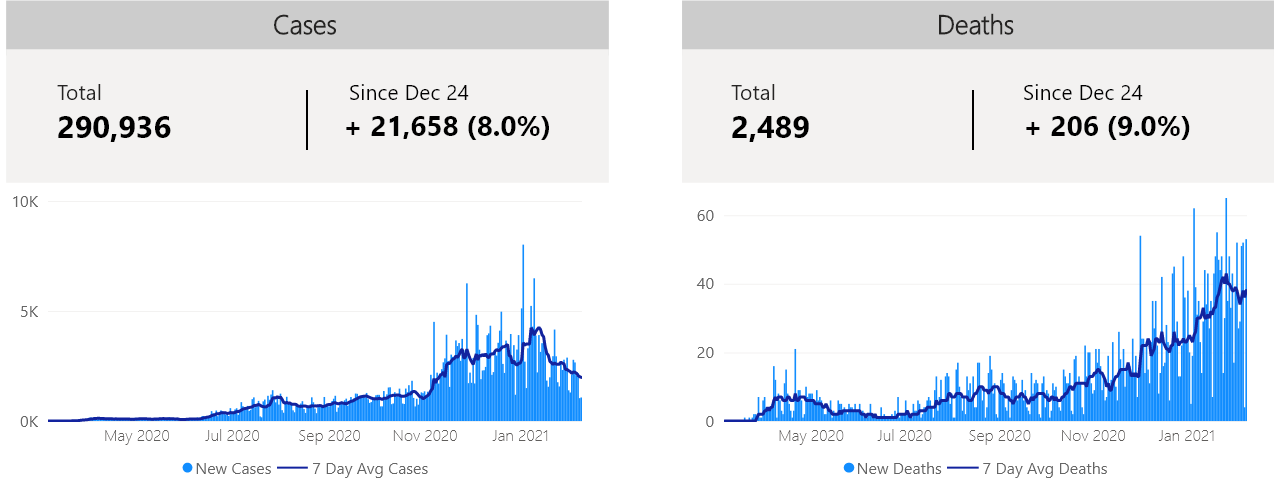 Cases
Total
290,936
Since Dec 24
+ 21,658 (8.0%)
10K
5K
0K
May 2020 Jul 2020 Sep 2020 Nov 2020 Jan 2021
New Cases 7 Day Avg Cases
Deaths
Total
2,489
Since Dec 24
+ 206 (9.0%)
60
40
20
0
May 2020 Jul 2020 Sep 2020 Nov 2020 Jan 2021
New Deaths 7 Day Avg Deaths